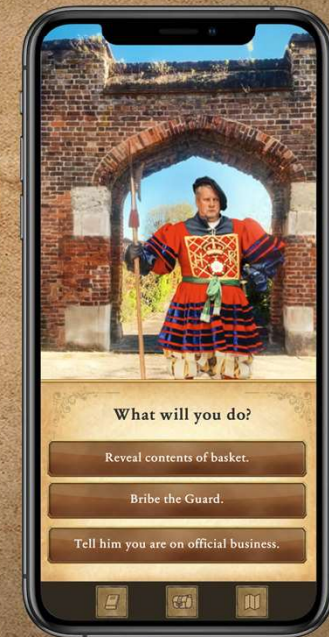 What will you do?
Reveal contents of basket.
Bribe the Guard.
Tell him you are on official business.